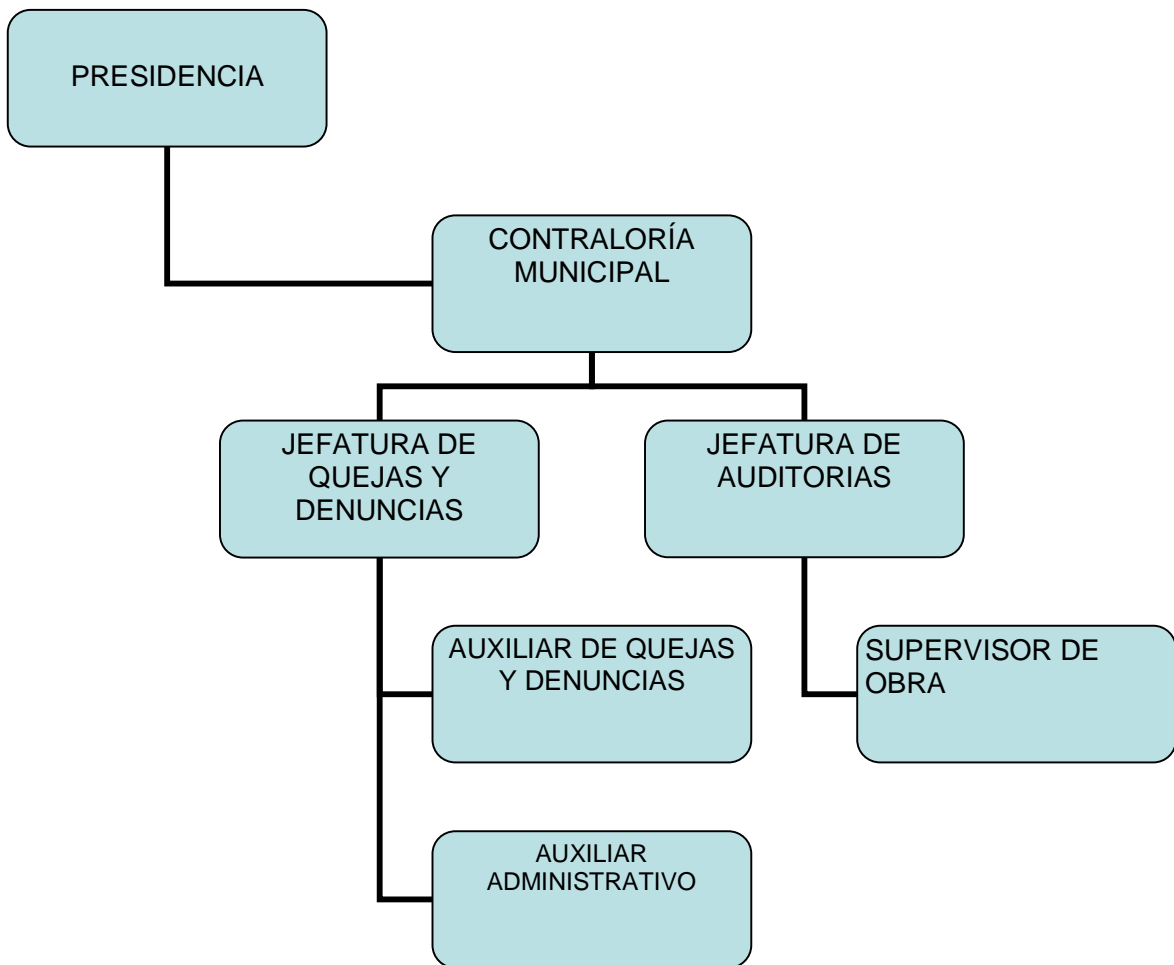 PRESIDENCIA
CONTRALORÍA
MUNICIPAL
JEFATURA DE
QUEJAS Y
DENUNCIAS
JEFATURA DE
AUDITORIAS
AUXILIAR DE QUEJAS
Y DENUNCIAS
SUPERVISOR DE
OBRA
AUXILIAR
ADMINISTRATIVO